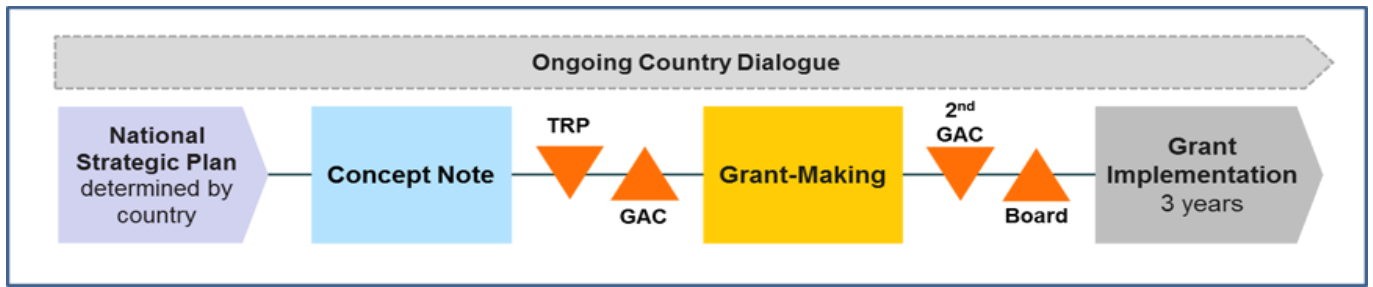 Ongoing Country Dialogue
National
Strategic Plan
determined by
country
Concept Note
TRP
GAC
Grant-Making
2nd
GAC
Board
Grant
Implementation
3 years